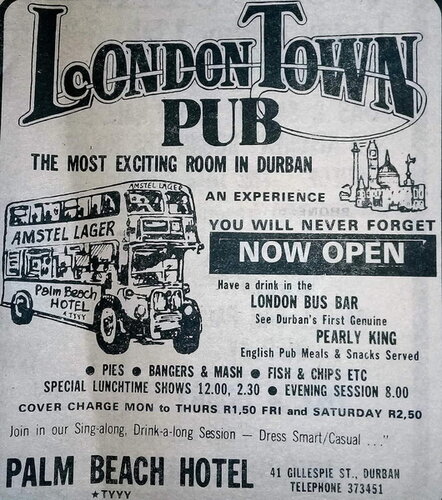 LONDON TOWN
PUB
THE MOST EXCITING ROOM IN DURBAN
AN EXPERIENCE
YOU WILL NEVER FORGET
NOW OPEN
AMSTEL LAGER
AMSTEL LAGER
Palm Beach
HOTEL
★TYYY
Have a drink in the
LONDON BUS BAR
See Durban's First Genuine
PEARLY KING
English Pub Meals & Snacks Served
● PIES ● BANGERS & MASH ● FISH & CHIPS ETC
SPECIAL LUNCHTIME SHOWS 12.00, 2.30 ● EVENING SESSION 8.00
COVER CHARGE MON to THURS R1,50 FRI and SATURDAY R2,50
Join in our Sing-along, Drink-a-long Session — Dress Smart/Casual ..."
PALM BEACH HOTEL
★TYYY
41 GILLESPIE ST., DURBAN
TELEPHONE 373451